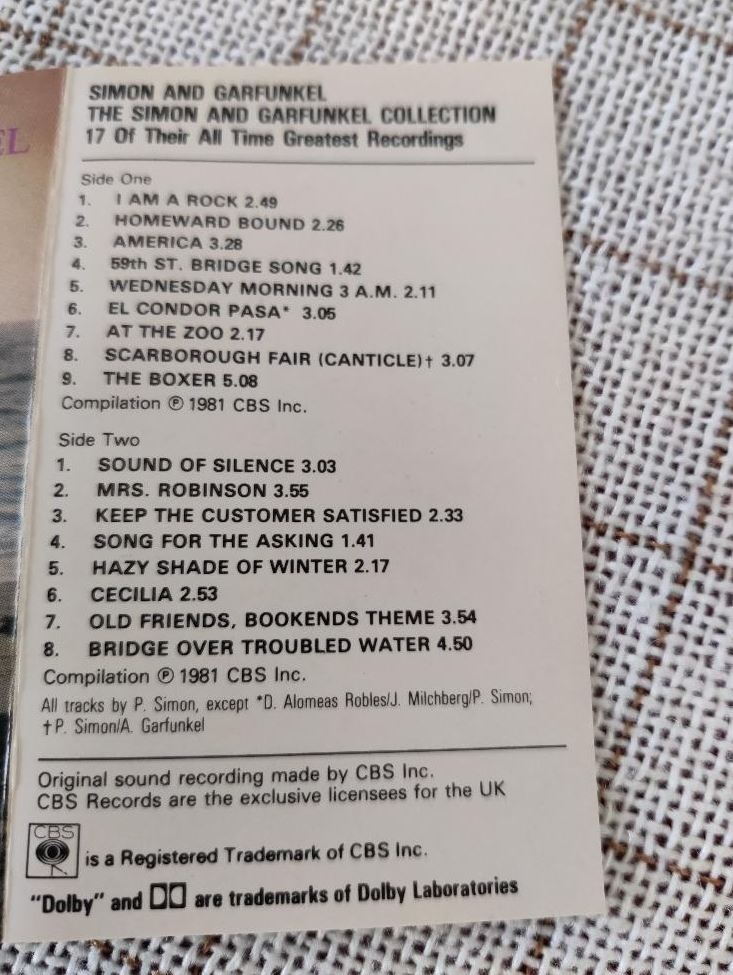 EL
SIMON AND GARFUNKEL
THE SIMON AND GARFUNKEL COLLECTION
17 Of Their All Time Greatest Recordings
Side One
1. I AM A ROCK 2.49
2. HOMEWARD BOUND 2.26
3. AMERICA 3.28
4. 59th ST. BRIDGE SONG 1.42
5. WEDNESDAY MORNING 3 A.M. 2.11
6. EL CONDOR PASA* 3.05
7. AT THE ZOO 2.17
8. SCARBOROUGH FAIR (CANTICLE)† 3.07
9. THE BOXER 5.08
Compilation ℗ 1981 CBS Inc.
Side Two
1. SOUND OF SILENCE 3.03
2. MRS. ROBINSON 3.55
3. KEEP THE CUSTOMER SATISFIED 2.33
4. SONG FOR THE ASKING 1.41
5. HAZY SHADE OF WINTER 2.17
6. CECILIA 2.53
7. OLD FRIENDS, BOOKENDS THEME 3.54
8. BRIDGE OVER TROUBLED WATER 4.50
Compilation ℗ 1981 CBS Inc.
All tracks by P. Simon, except *D. Alomeas Robles/J. Milchberg/P. Simon;
†P. Simon/A. Garfunkel
Original sound recording made by CBS Inc.
CBS Records are the exclusive licensees for the UK
CBS
is a Registered Trademark of CBS Inc.
"Dolby" and are trademarks of Dolby Laboratories